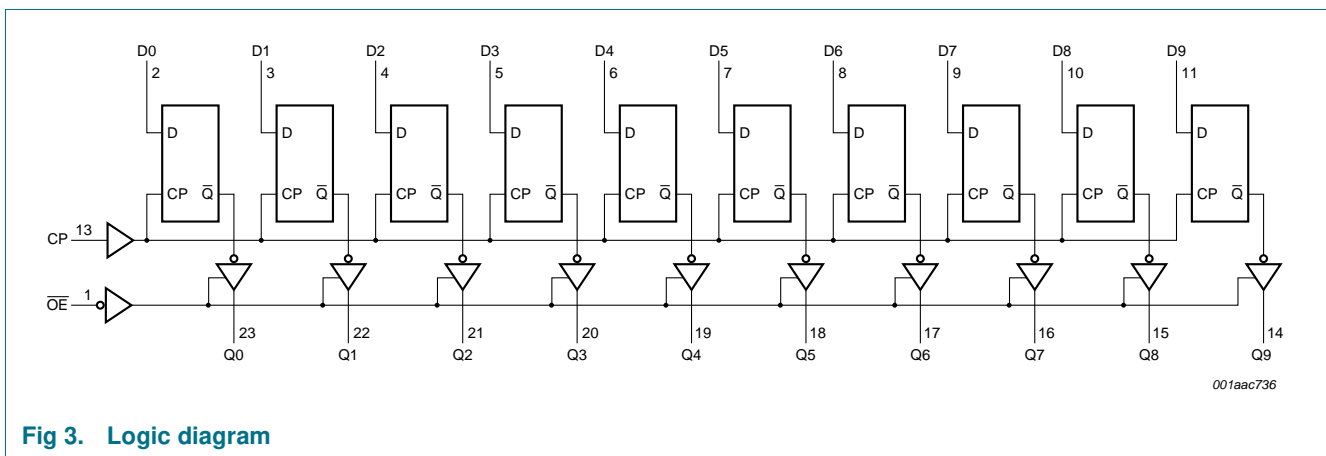 D0 D1 D2 D3 D4 D5 D6 D7 D8 D9
2 3 4 5 6 7 8 9 10 11
D D D D D D D D D D
CP Q̅ CP Q̅ CP Q̅ CP Q̅ CP Q̅ CP Q̅ CP Q̅ CP Q̅ CP Q̅ CP Q̅
CP 13
O̅E̅ 1
23 22 21 20 19 18 17 16 15 14
Q0 Q1 Q2 Q3 Q4 Q5 Q6 Q7 Q8 Q9
001aac736
Fig 3. Logic diagram